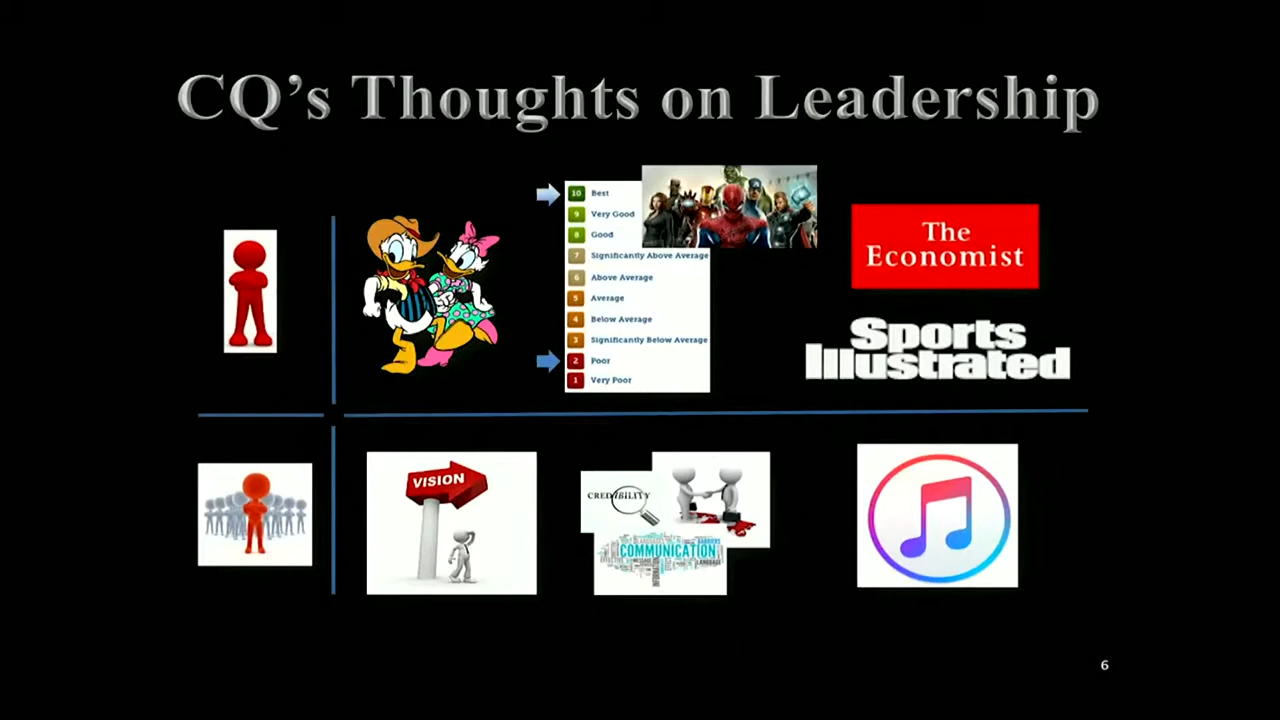 CQ's Thoughts on Leadership
10 Best
9 Very Good
8 Good
7 Significantly Above Average
6 Above Average
5 Average
4 Below Average
3 Significantly Below Average
2 Poor
1 Very Poor
The
Economist
Sports
Illustrated
VISION
CREDIBILITY
COMMUNICATION
BARRIERS
LANGUAGE
6